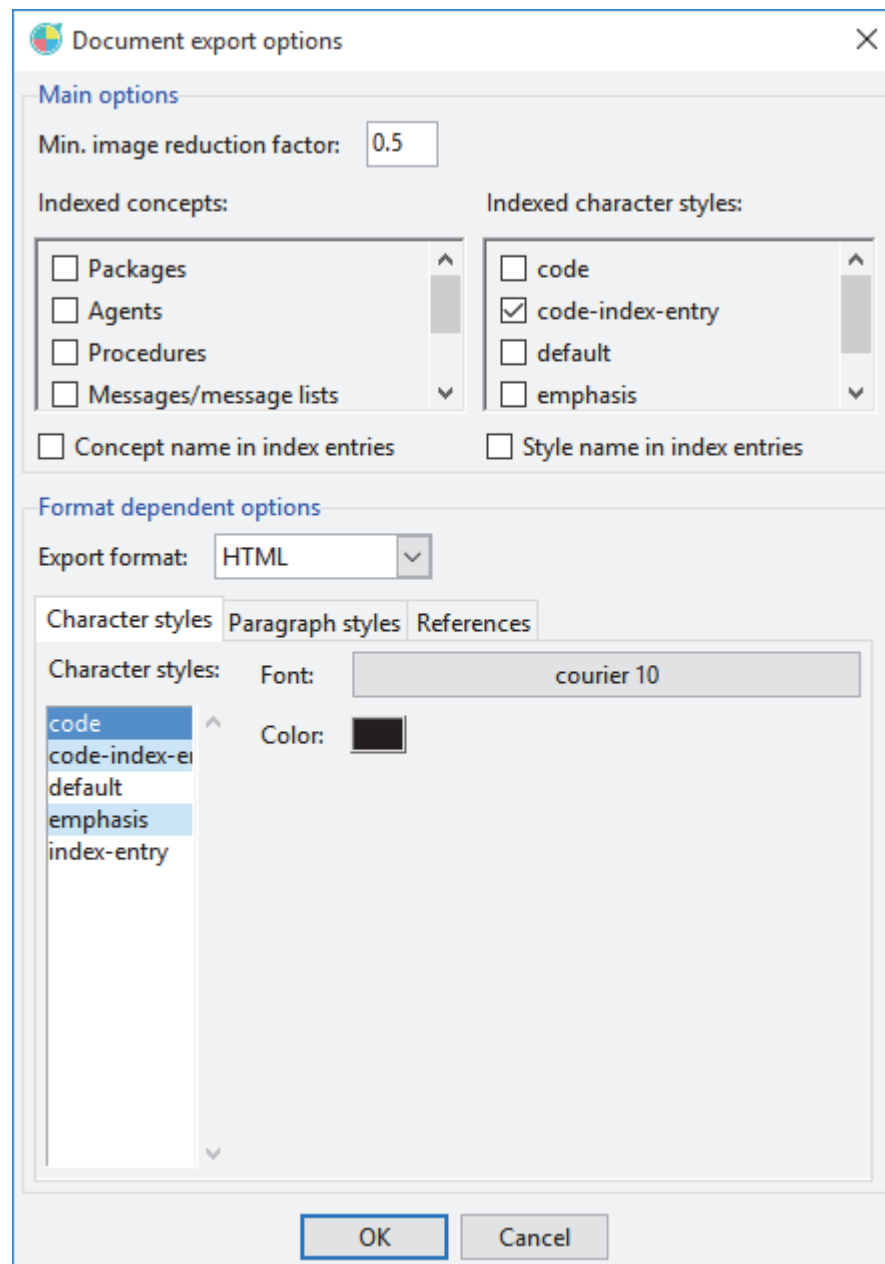 Document export options
Main options
Min. image reduction factor: 0.5
Indexed concepts: Indexed character styles:
Packages code
Agents code-index-entry
Procedures default
Messages/message lists emphasis
Concept name in index entries Style name in index entries
Format dependent options
Export format: HTML
Character styles Paragraph styles References
Character styles: Font: courier 10
code
Color:
code-index-e
default
emphasis
index-entry
OK Cancel